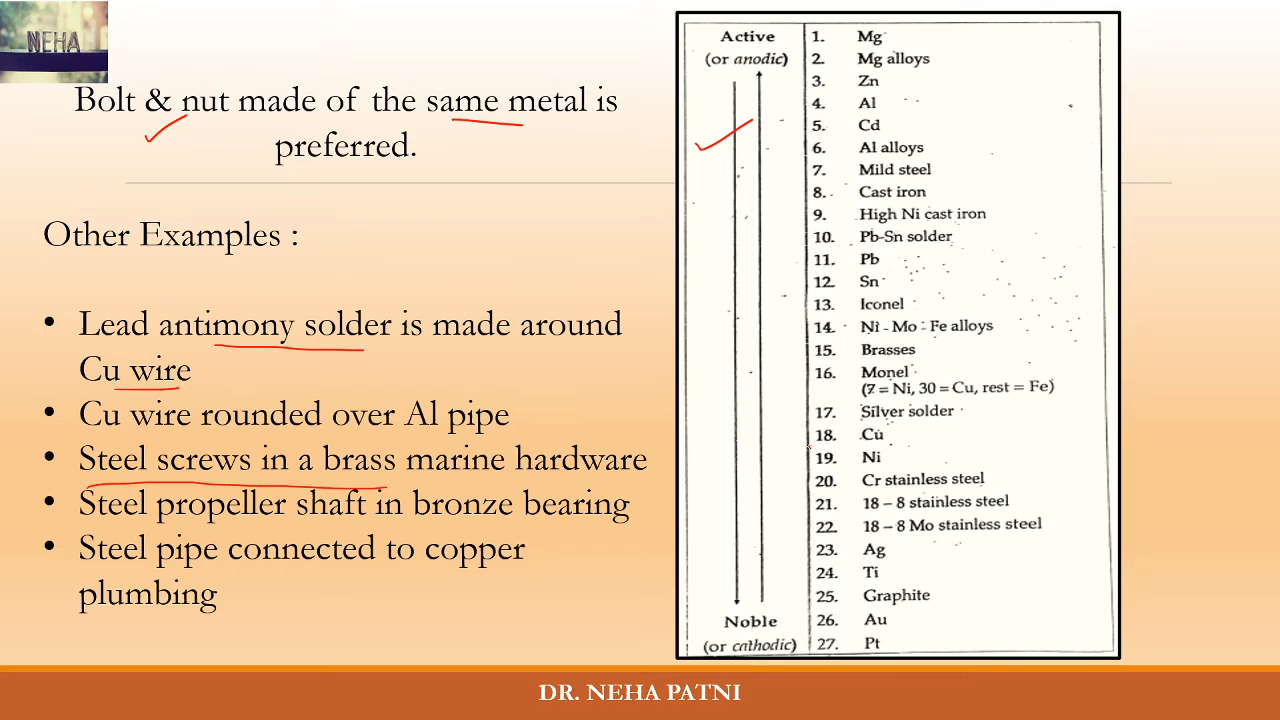 NEHA
Bolt & nut made of the same metal is
preferred.
Other Examples :
• Lead antimony solder is made around
Cu wire
• Cu wire rounded over Al pipe
• Steel screws in a brass marine hardware
• Steel propeller shaft in bronze bearing
• Steel pipe connected to copper
plumbing
Active
(or anodic)
Noble
(or cathodic)
1. Mg
2. Mg alloys
3. Zn
4. Al
5. Cd
6. Al alloys
7. Mild steel
8. Cast iron
9. High Ni cast iron
10. Pb-Sn solder
11. Pb
12. Sn
13. Iconel
14. Ni - Mo - Fe alloys
15. Brasses
16. Monel
(7 = Ni, 30 = Cu, rest = Fe)
17. Silver solder
18. Cu
19. Ni
20. Cr stainless steel
21. 18 – 8 stainless steel
22. 18 – 8 Mo stainless steel
23. Ag
24. Ti
25. Graphite
26. Au
27. Pt
DR. NEHA PATNI